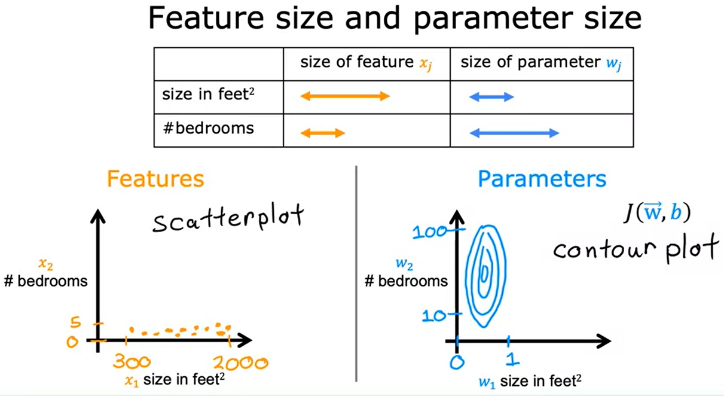 Feature size and parameter size
size of feature xⱼ size of parameter wⱼ
size in feet²
#bedrooms
Features
scatterplot
x₂
# bedrooms
5
0
300 2000
x₁ size in feet²
Parameters
J(w⃗, b)
contour plot
100
w₂
# bedrooms
10
0 1
w₁ size in feet²